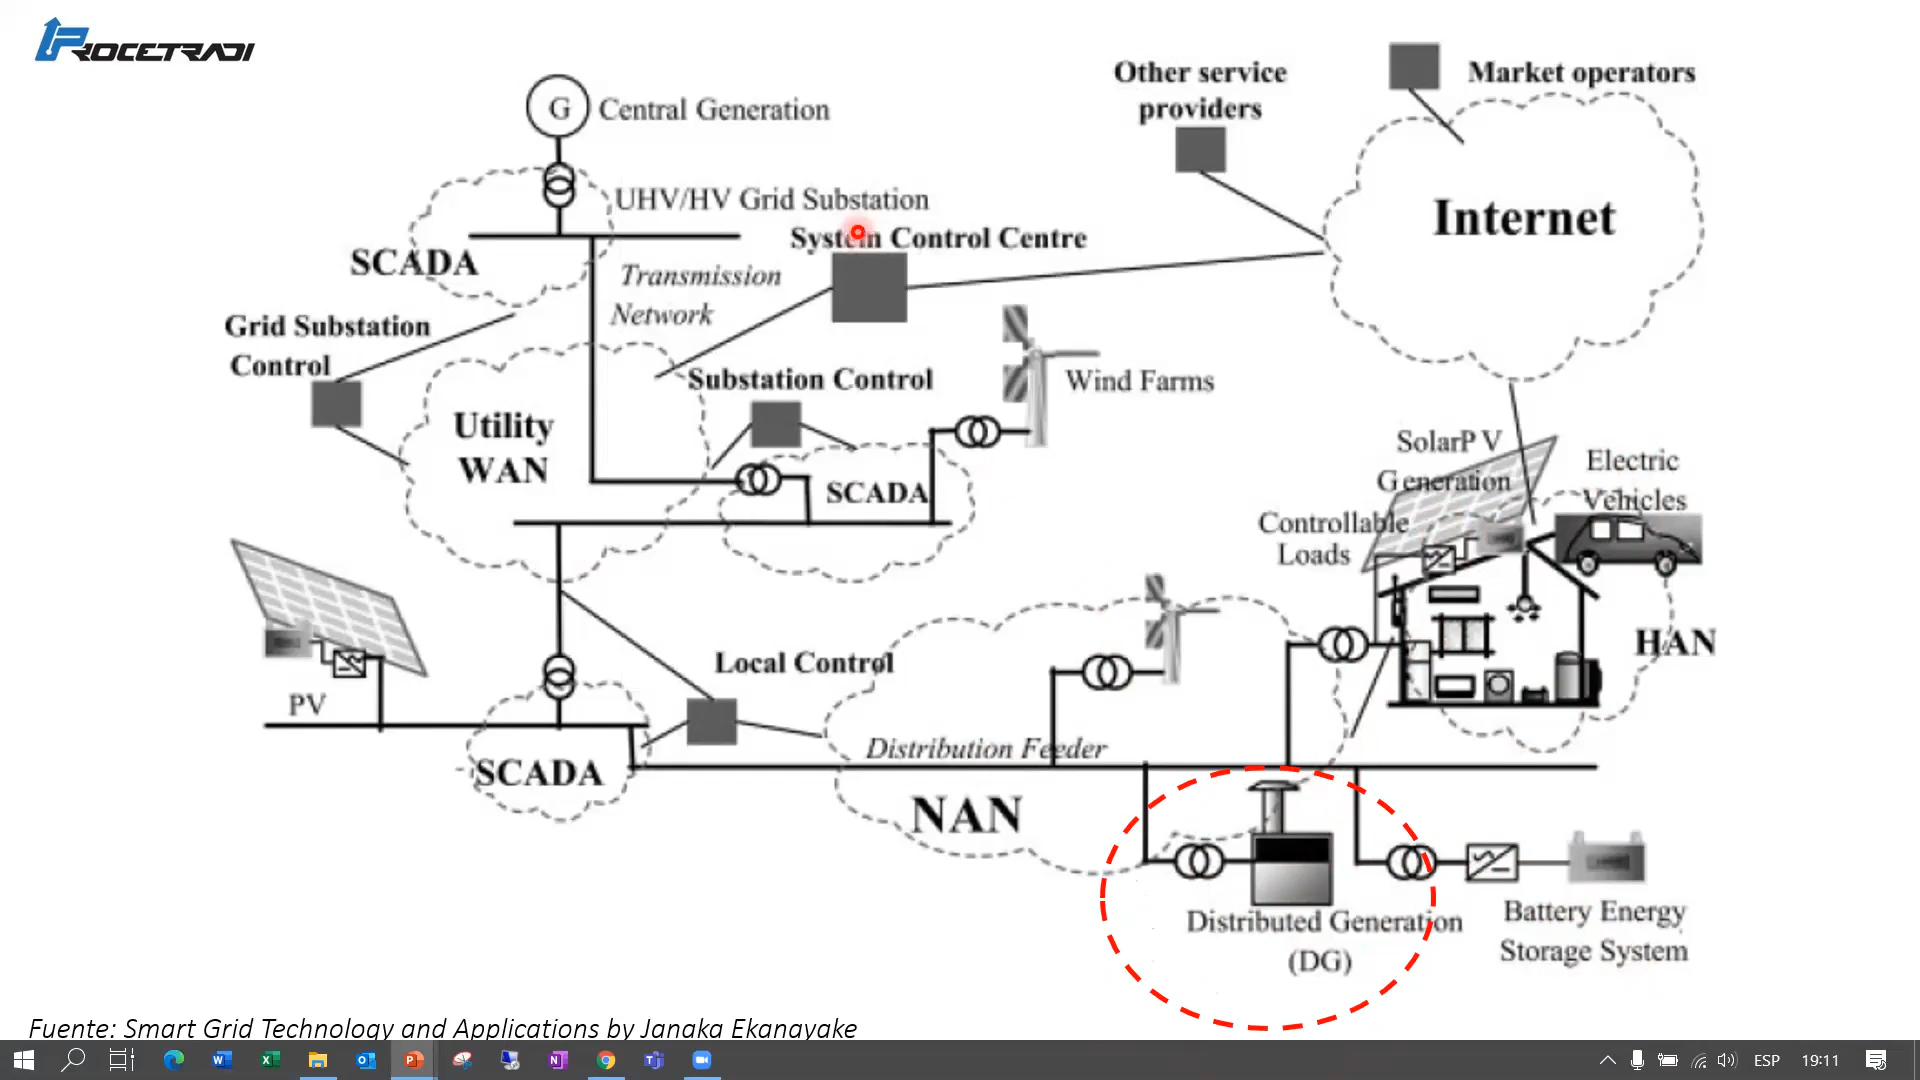 PROCETRADI
Other service
providers
Market operators
G
Central Generation
UHV/HV Grid Substation
Internet
System Control Centre
SCADA
Transmission
Network
Grid Substation
Control
Substation Control
Wind Farms
Utility
WAN
SCADA
SolarPV
Generation
Electric
Vehicles
Controllable
Loads
HAN
Local Control
PV
Distribution Feeder
SCADA
NAN
Distributed Generation
(DG)
Battery Energy
Storage System
Fuente: Smart Grid Technology and Applications by Janaka Ekanayake
ESP
19:11